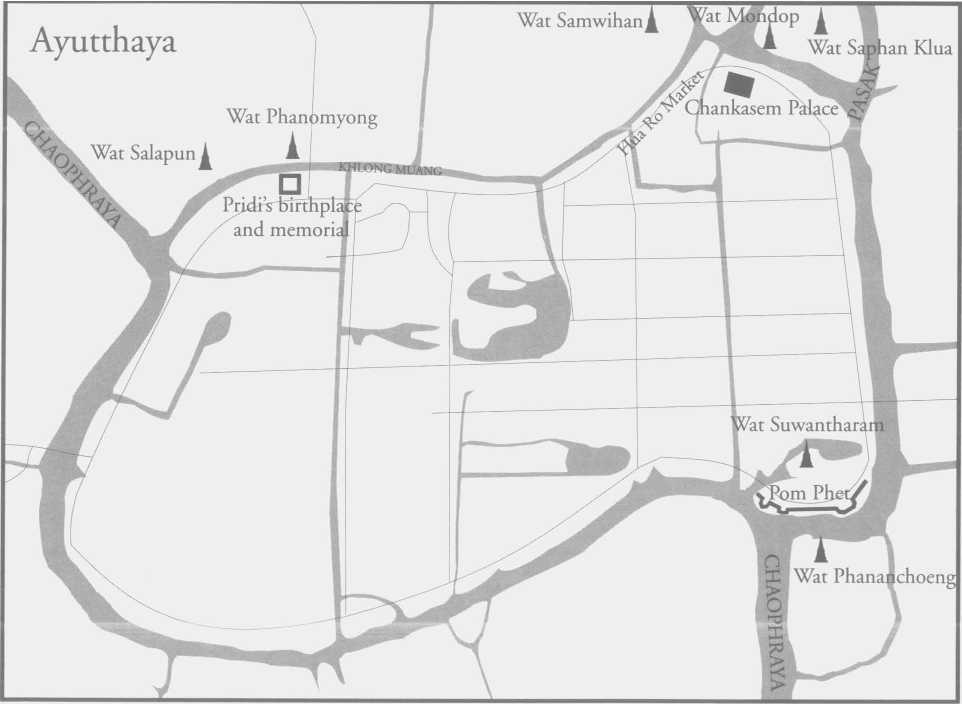 Ayutthaya
Wat Samwihan
Wat Mondop
Wat Saphan Klua
PASAK
Hua Ro Market
Chankasem Palace
Wat Phanomyong
Wat Salapun
CHAOPHRAYA
KHLONG MUANG
Pridi's birthplace
and memorial
Wat Suwantharam
Pom Phet
Wat Phananchoeng
CHAOPHRAYA